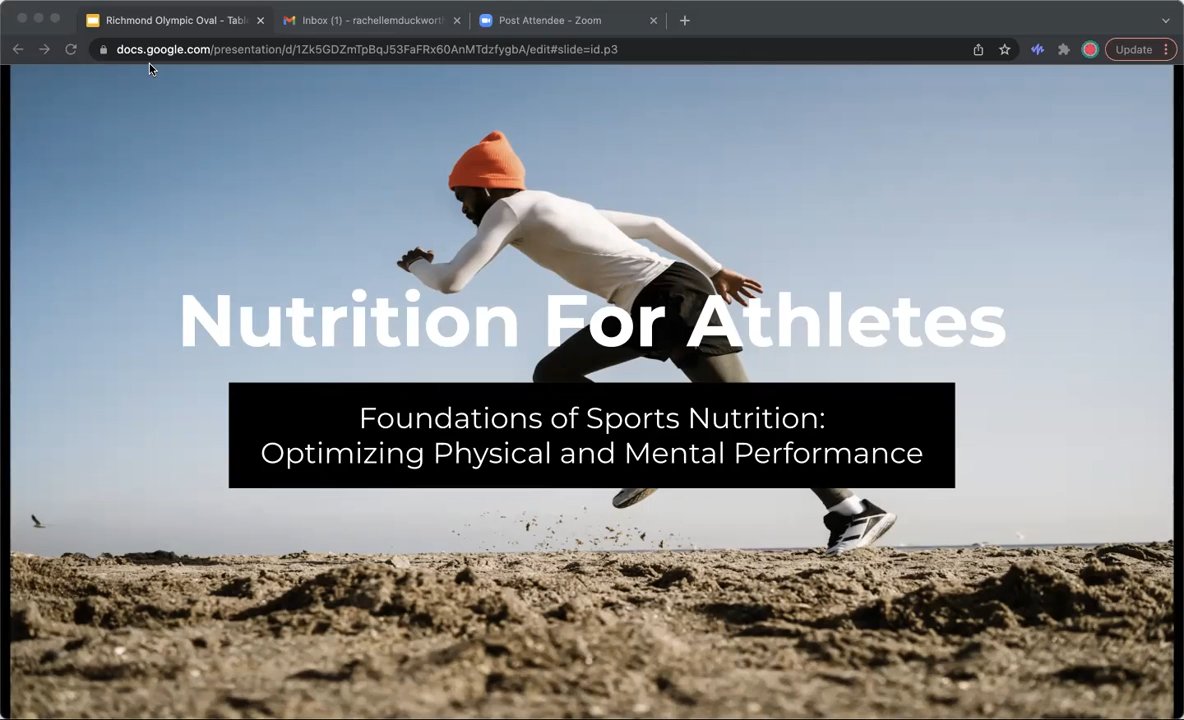 Richmond Olympic Oval - Tabl
Inbox (1) - rachellemduckwort
Post Attendee - Zoom
docs.google.com/presentation/d/1Zk5GDZmTpBqJ53FaFRx60AnMTdzfygbA/edit#slide=id.p3
Update
Nutrition For Athletes
Foundations of Sports Nutrition:
Optimizing Physical and Mental Performance